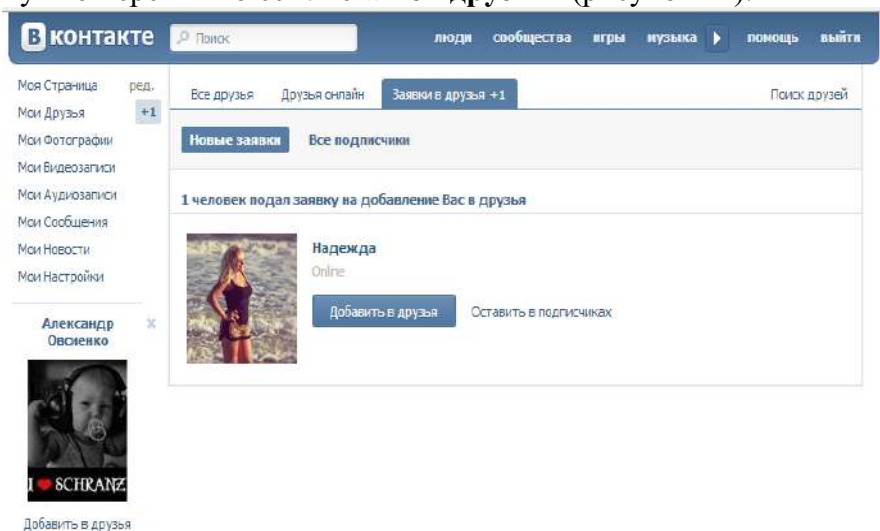 В контакте Поиск люди сообщества игры музыка помощь выйти
Моя Страница ред.
Мои Друзья +1
Мои Фотографии
Мои Видеозаписи
Мои Аудиозаписи
Мои Сообщения
Мои Новости
Мои Настройки
Александр
Овсиенко
I SCHRANZ
Добавить в друзья
Все друзья Друзья онлайн Заявки в друзья +1 Поиск друзей
Новые заявки Все подписчики
1 человек подал заявку на добавление Вас в друзья
Надежда
Online
Добавить в друзья Оставить в подписчиках